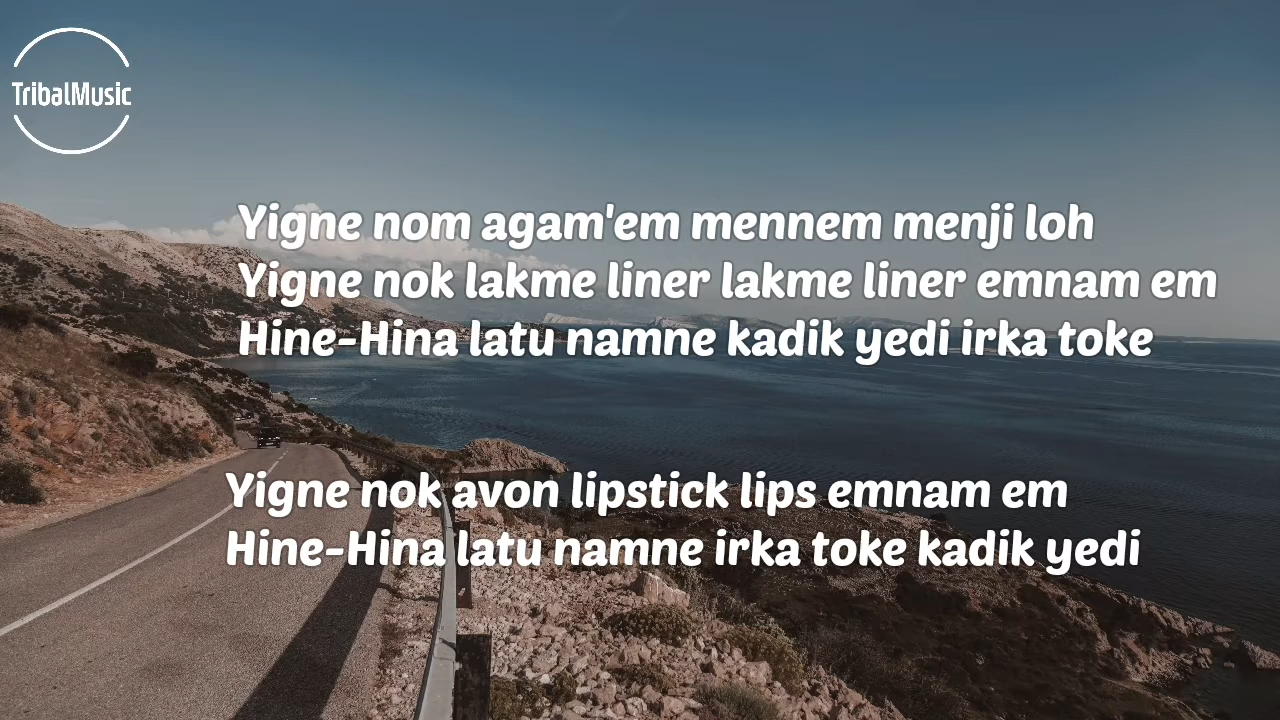 TribalMusic
Yigne nom agam'em mennem menji loh
Yigne nok lakme liner lakme liner emnam em
Hine-Hina latu namne kadik yedi irka toke
Yigne nok avon lipstick lips emnam em
Hine-Hina latu namne irka toke kadik yedi